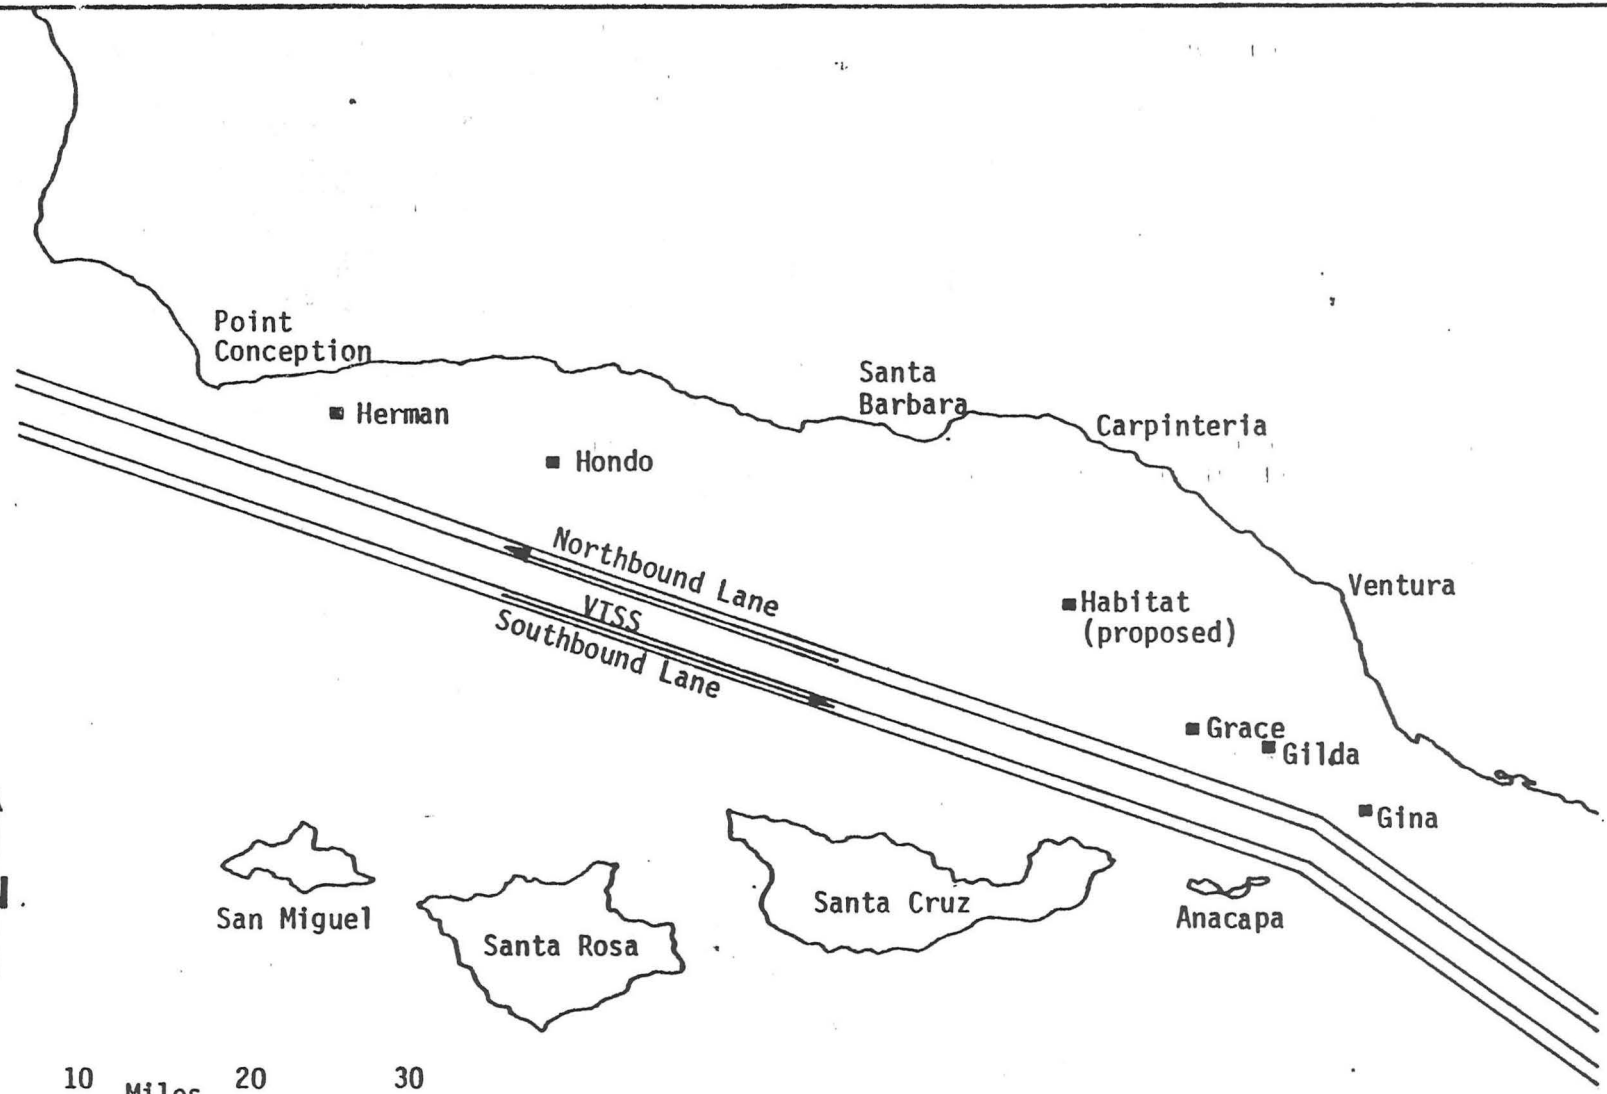 Point
Conception
Herman
Hondo
Santa
Barbara
Carpinteria
Ventura
Northbound Lane
VTSS
Southbound Lane
Habitat
(proposed)
Grace
Gilda
Gina
San Miguel
Santa Rosa
Santa Cruz
Anacapa
10 Miles 20 30